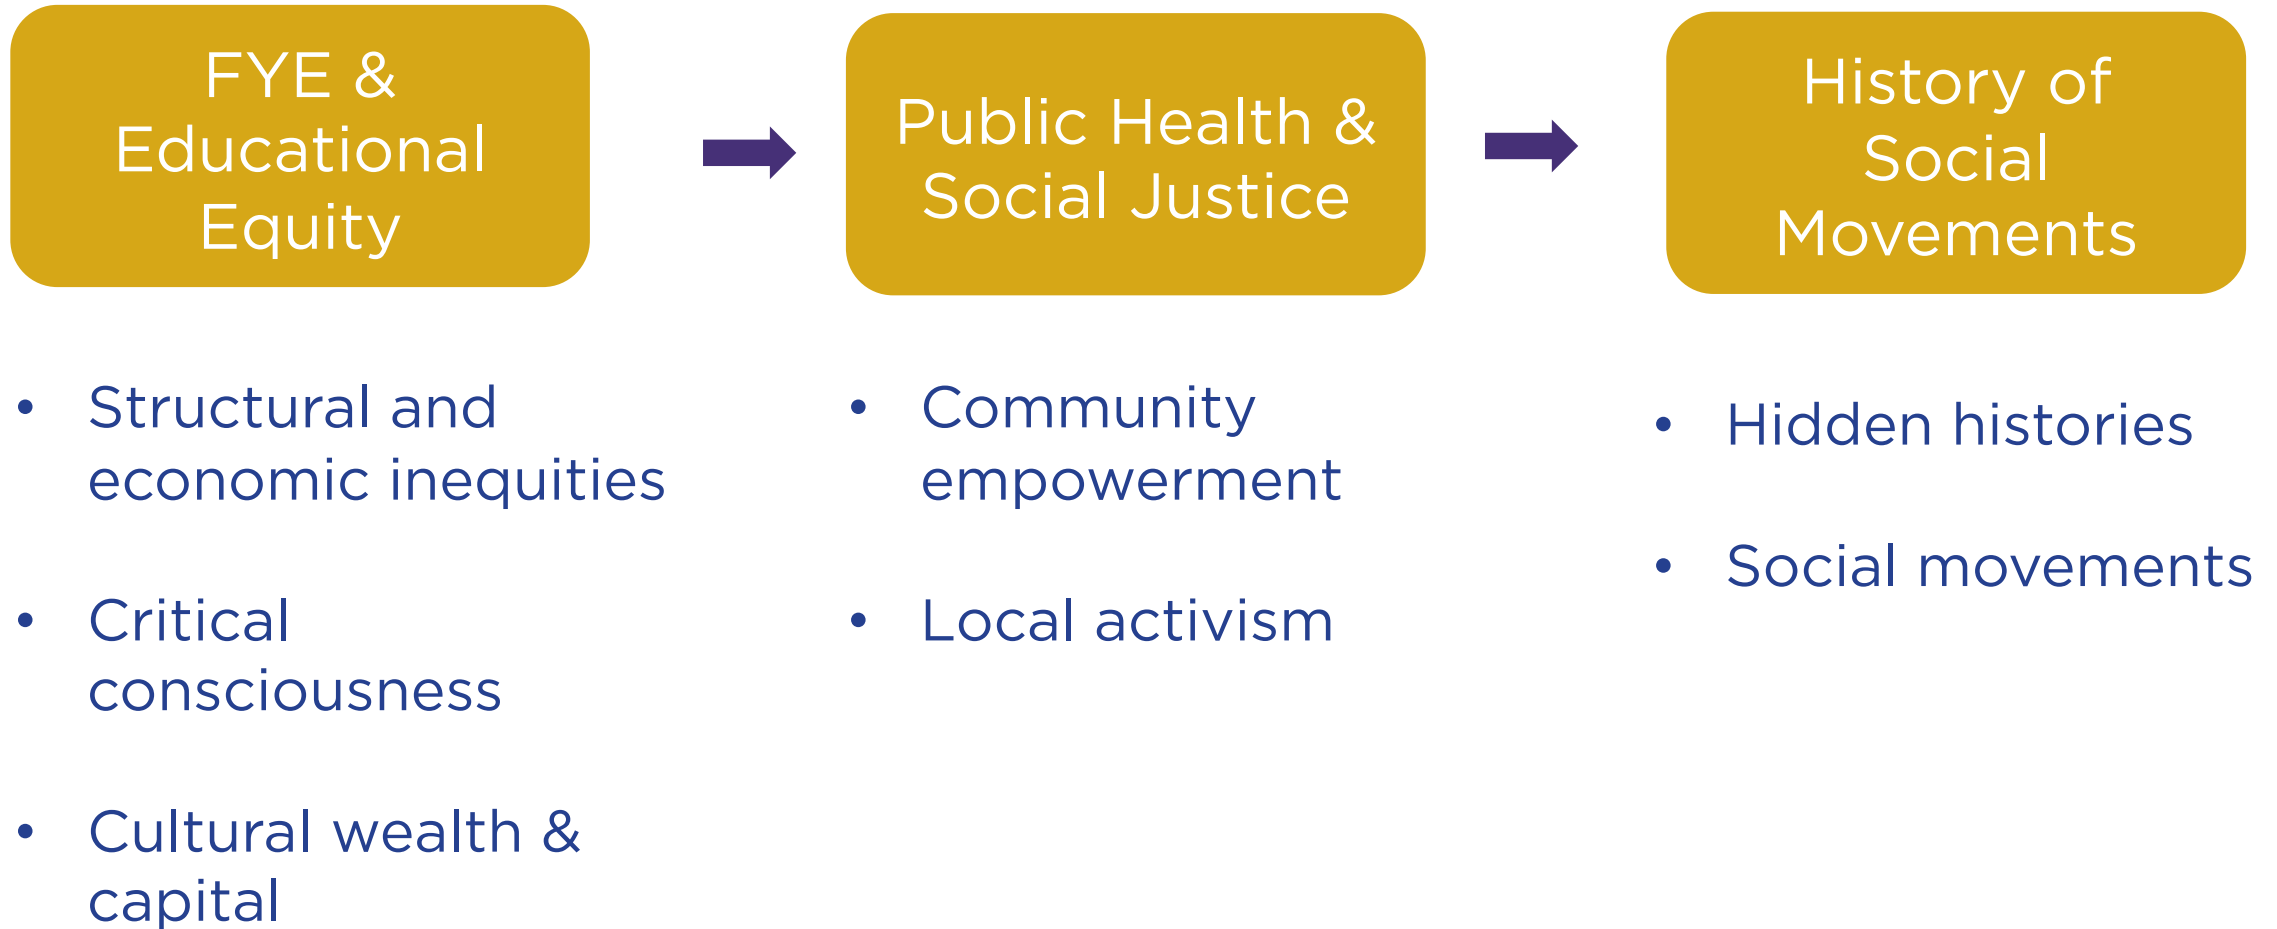 FYE &
Educational
Equity
Public Health &
Social Justice
History of
Social
Movements
• Structural and
economic inequities
• Critical
consciousness
• Cultural wealth &
capital
• Community
empowerment
• Local activism
• Hidden histories
• Social movements